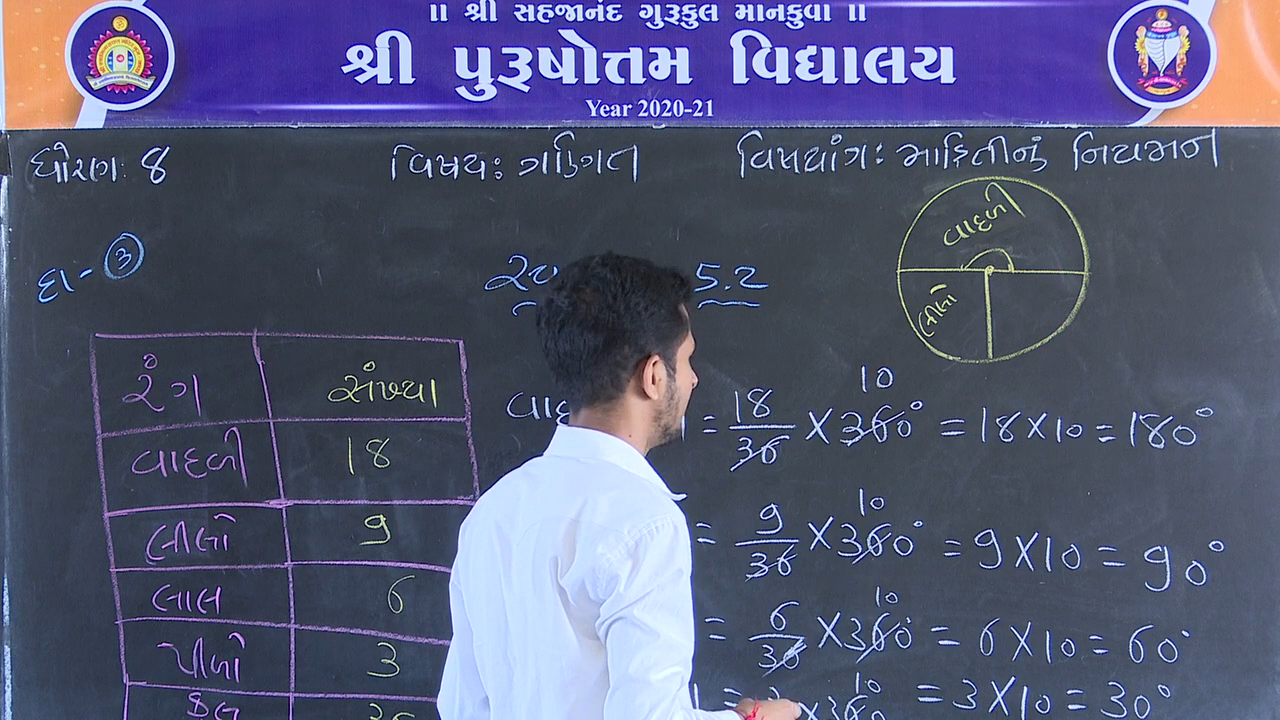 ॥ શ્રી સહજાનંદ ગુરૂકુલ માનકુવા ॥
શ્રી પુરૂષોત્તમ વિદ્યાલય
Year 2020-21
ધોરણ: 8 વિષય: ગણિત વિષયાંગ: માહિતીનું નિયમન
દા - ③ 5.2
વાદળી
લીલો
રંગ સંખ્યા
વાદળી 18
લીલો 9
લાલ 6
પીળો 3
કુલ 36
= 18/36 × 360° 10 = 18×10 = 180°
= 9/36 × 360° 10 = 9×10 = 90°
= 6/36 × 360° 10 = 6×10 = 60°
= × 360 10 = 3×10 = 30°